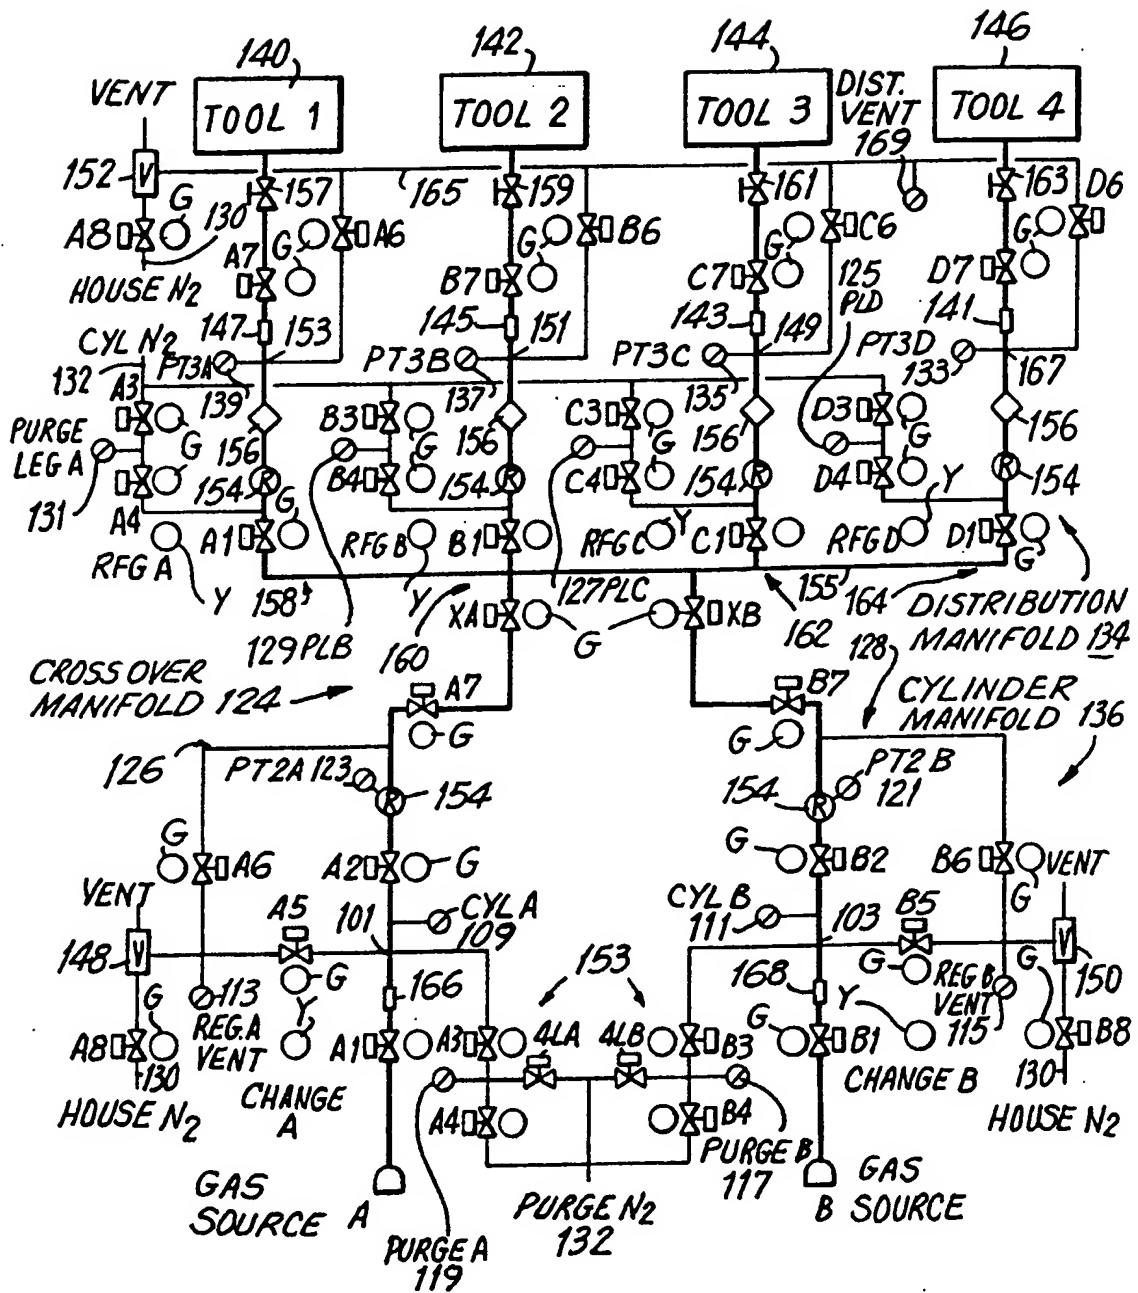 140
142
144
146
VENT
TOOL 1
TOOL 2
TOOL 3
DIST.
VENT
169
TOOL 4
152
V
G
157
165
159
161
163
D6
A8
130
G
A6
G
B6
G
C6
G
A7
HOUSE N2
B7
C7
125
PLD
D7
147
153
145
151
143
149
141
CYL N2
132
PT3A
139
PT3B
137
PT3C
135
PT3D
133
167
A3
G
B3
G
C3
G
D3
G
PURGE
LEG A
156
156
156
156
G
131
A4
154
R
B4
154
R
C4
154
R
D4
R
154
G
Y
A1
RFG A
RFG B
B1
RFG C
Y
C1
RFG D
D1
G
Y
158
Y
127 PLC
155
164
DISTRIBUTION
MANIFOLD 134
129 PLB
160
XA
G
XB
162
128
CROSS OVER
MANIFOLD 124
A7
G
B7
G
CYLINDER
MANIFOLD 136
126
PT2A 123
R
154
154
R
PT2B
121
G
A6
A2
G
G
B2
B6
G
VENT
VENT
A5
101
CYL A
109
CYL B
111
103
B5
148
V
G
113
REG.A
VENT
G
Y
166
153
168
Y
G
REG B
VENT
115
G
V
150
A8
G
A1
A3
4LA
4LB
B3
G
B1
B8
130
HOUSE N2
CHANGE
A
A4
B4
CHANGE B
130
HOUSE N2
GAS
SOURCE A
PURGE N2
132
PURGE B
117
B
GAS
SOURCE
PURGE A
119